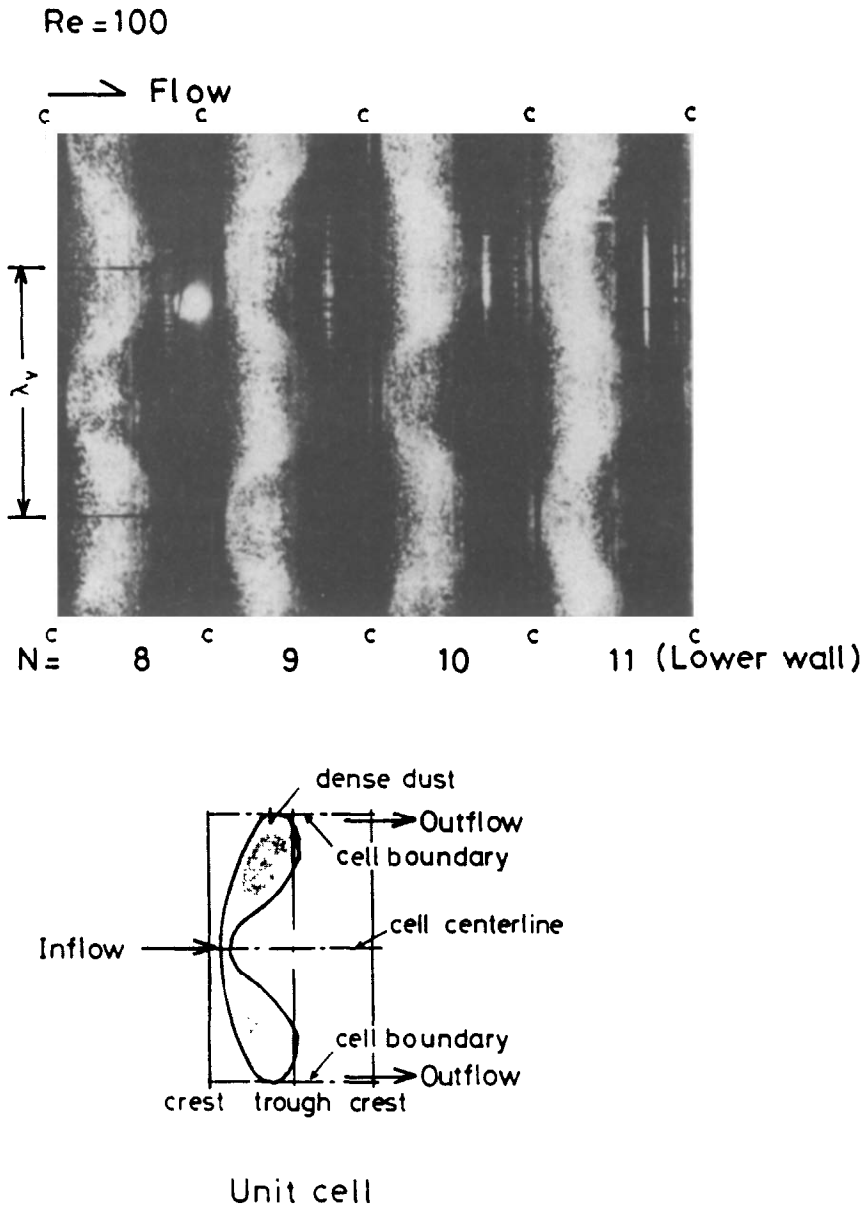 Re = 100
Flow
c c c c c
λv
c c c c c
N = 8 9 10 11 (Lower wall)
dense dust
Outflow
cell boundary
cell centerline
Inflow
cell boundary
Outflow
crest trough crest
Unit cell